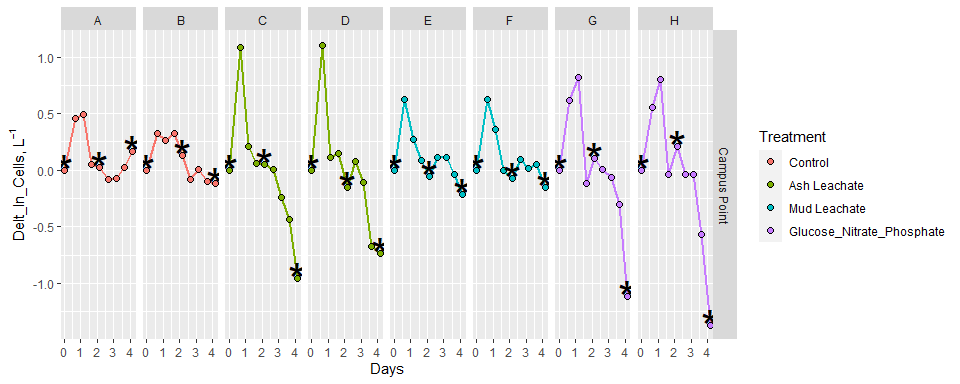 A B C D E F G H
1.0
0.5
0.0
-0.5
-1.0
Delt_ln_Cells, L⁻¹
* * * * * * * * * * * * * * * * * * * * * * * *
Campus Point
0 1 2 3 4 0 1 2 3 4 0 1 2 3 4 0 1 2 3 4 0 1 2 3 4 0 1 2 3 4 0 1 2 3 4 0 1 2 3 4
Days
Treatment
Control
Ash Leachate
Mud Leachate
Glucose_Nitrate_Phosphate